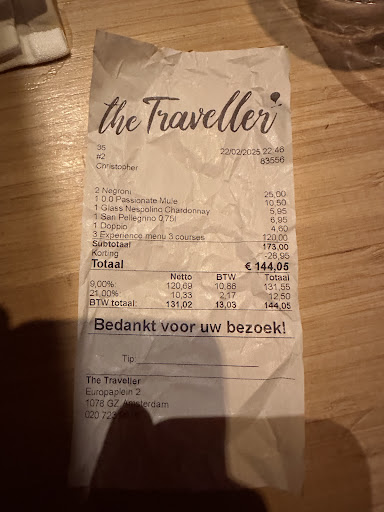 the Traveller
35 22/02/2025 22:46
#2 83556
Christopher
2 Negroni 25,00
1 0.0 Passionate Mule 10,50
1 Glass Nespolino Chardonnay 5,95
1 San Pellegrino 0,75l 6,95
1 Doppio 4,60
3 Experience menu 3 courses 120,00
Subtotaal 173,00
Korting -28,95
Totaal € 144,05
Netto BTW Totaal
9,00%: 120,69 10,86 131,55
21,00%: 10,33 2,17 12,50
BTW totaal: 131,02 13,03 144,05
Bedankt voor uw bezoek!
Tip:
The Traveller
Europaplein 2
1078 GZ Amsterdam
020 723